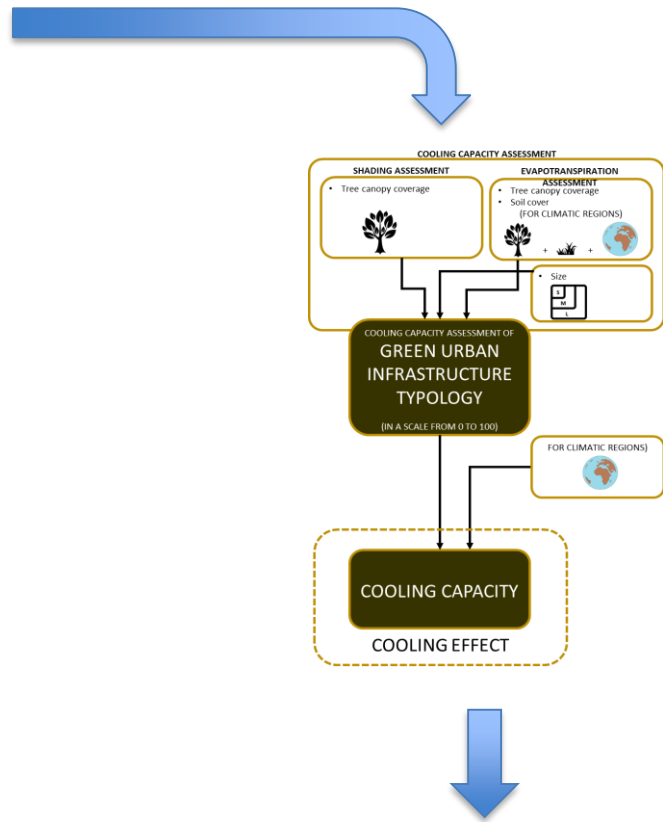 COOLING CAPACITY ASSESSMENT
SHADING ASSESSMENT
• Tree canopy coverage
EVAPOTRANSPIRATION
ASSESSMENT
• Tree canopy coverage
• Soil cover
(FOR CLIMATIC REGIONS)
+ +
• Size
S
M
L
COOLING CAPACITY ASSESSMENT OF
GREEN URBAN
INFRASTRUCTURE
TYPOLOGY
(IN A SCALE FROM 0 TO 100)
FOR CLIMATIC REGIONS)
COOLING CAPACITY
COOLING EFFECT